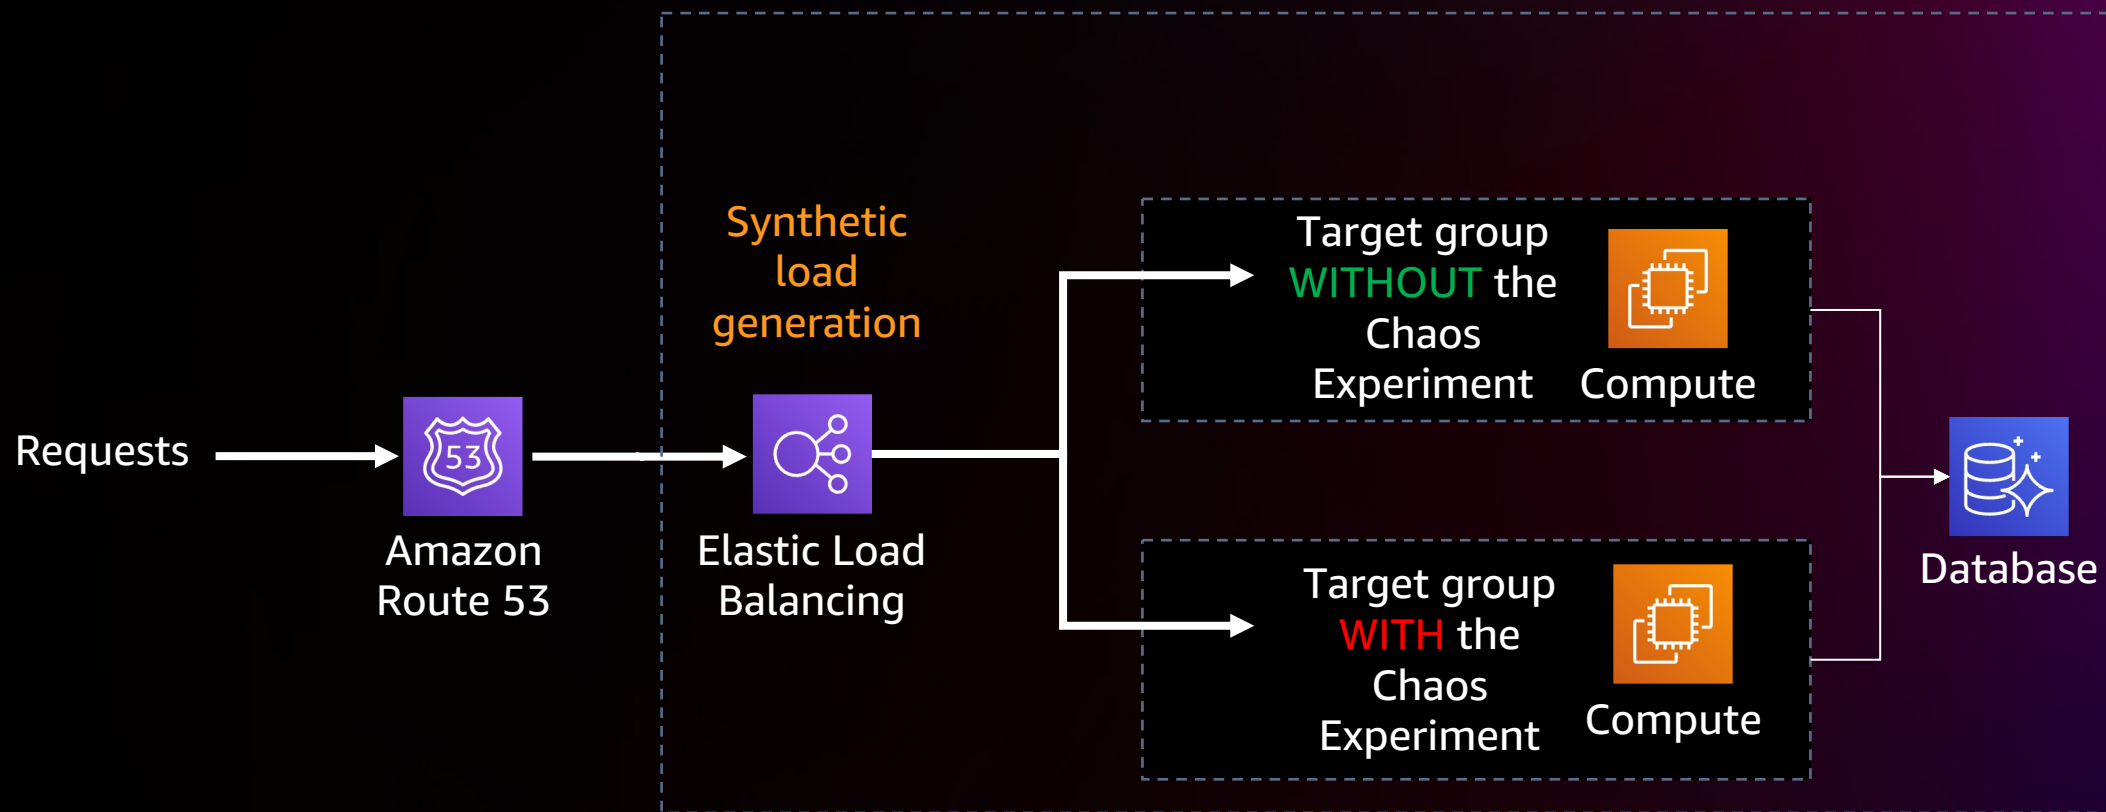 Synthetic
load
generation
Requests
53
Amazon
Route 53
Elastic Load
Balancing
Target group
WITHOUT the
Chaos
Experiment
Compute
Target group
WITH the
Chaos
Experiment
Compute
Database